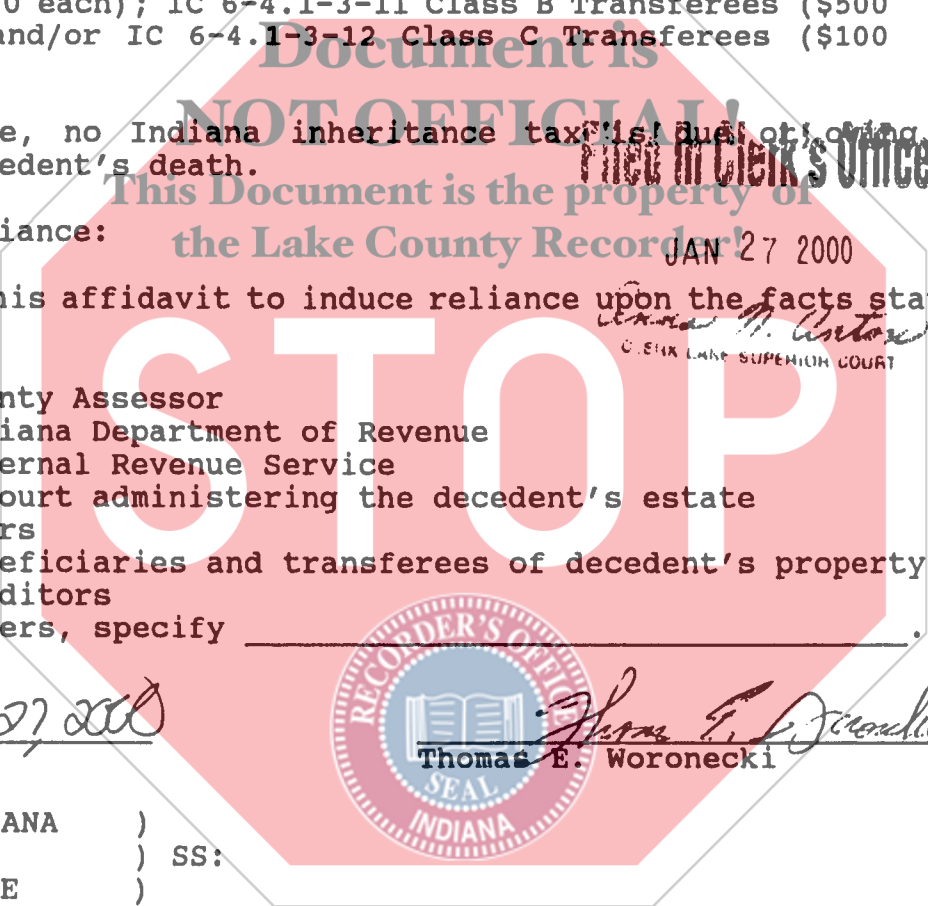 0 each); IC 6-4.1-3-11 Class B Transferees ($500
and/or IC 6-4.1-3-12 Class C Transferees ($100
Document is
NOT OFFICIAL!
e, no Indiana inheritance tax is due or owing
edent's death.
Filed in Clerk's Office
This Document is the property of
the Lake County Recorder!
iance:
JAN 27 2000
his affidavit to induce reliance upon the facts sta
CLERK LAKE SUPERIOR COURT
STOP
nty Assessor
iana Department of Revenue
ernal Revenue Service
ourt administering the decedent's estate
rs
eficiaries and transferees of decedent's property
ditors
ers, specify ____.
27, 2000
Thomas E. Woronecki
RECORDER'S OFFICE
SEAL
INDIANA
ANA )
) SS:
E )